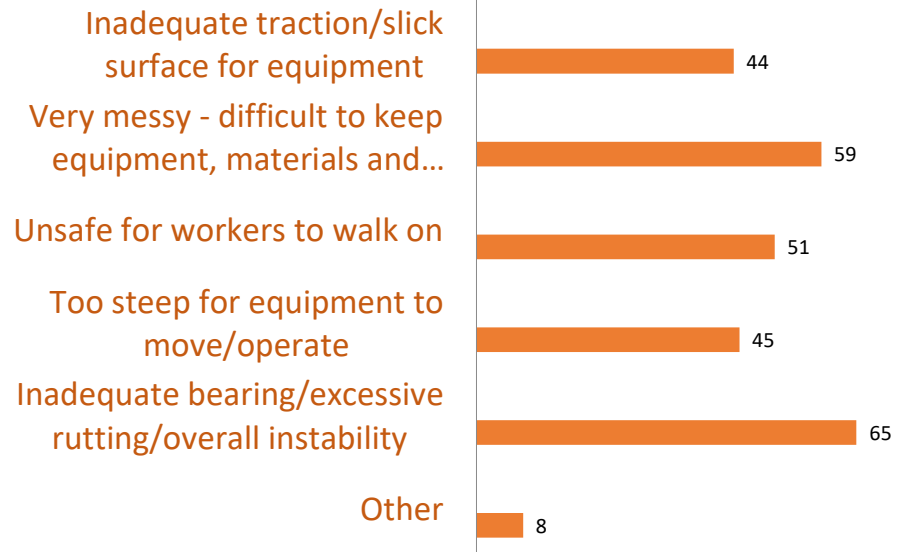 Inadequate traction/slick
surface for equipment
44
Very messy - difficult to keep
equipment, materials and…
59
Unsafe for workers to walk on
51
Too steep for equipment to
move/operate
45
Inadequate bearing/excessive
rutting/overall instability
65
Other
8